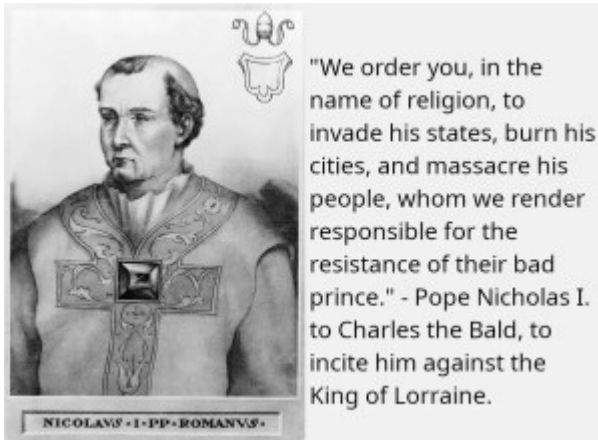 "We order you, in the
name of religion, to
invade his states, burn his
cities, and massacre his
people, whom we render
responsible for the
resistance of their bad
prince." - Pope Nicholas I.
to Charles the Bald, to
incite him against the
King of Lorraine.
NICOLAVS · I · PP · ROMANVS ·